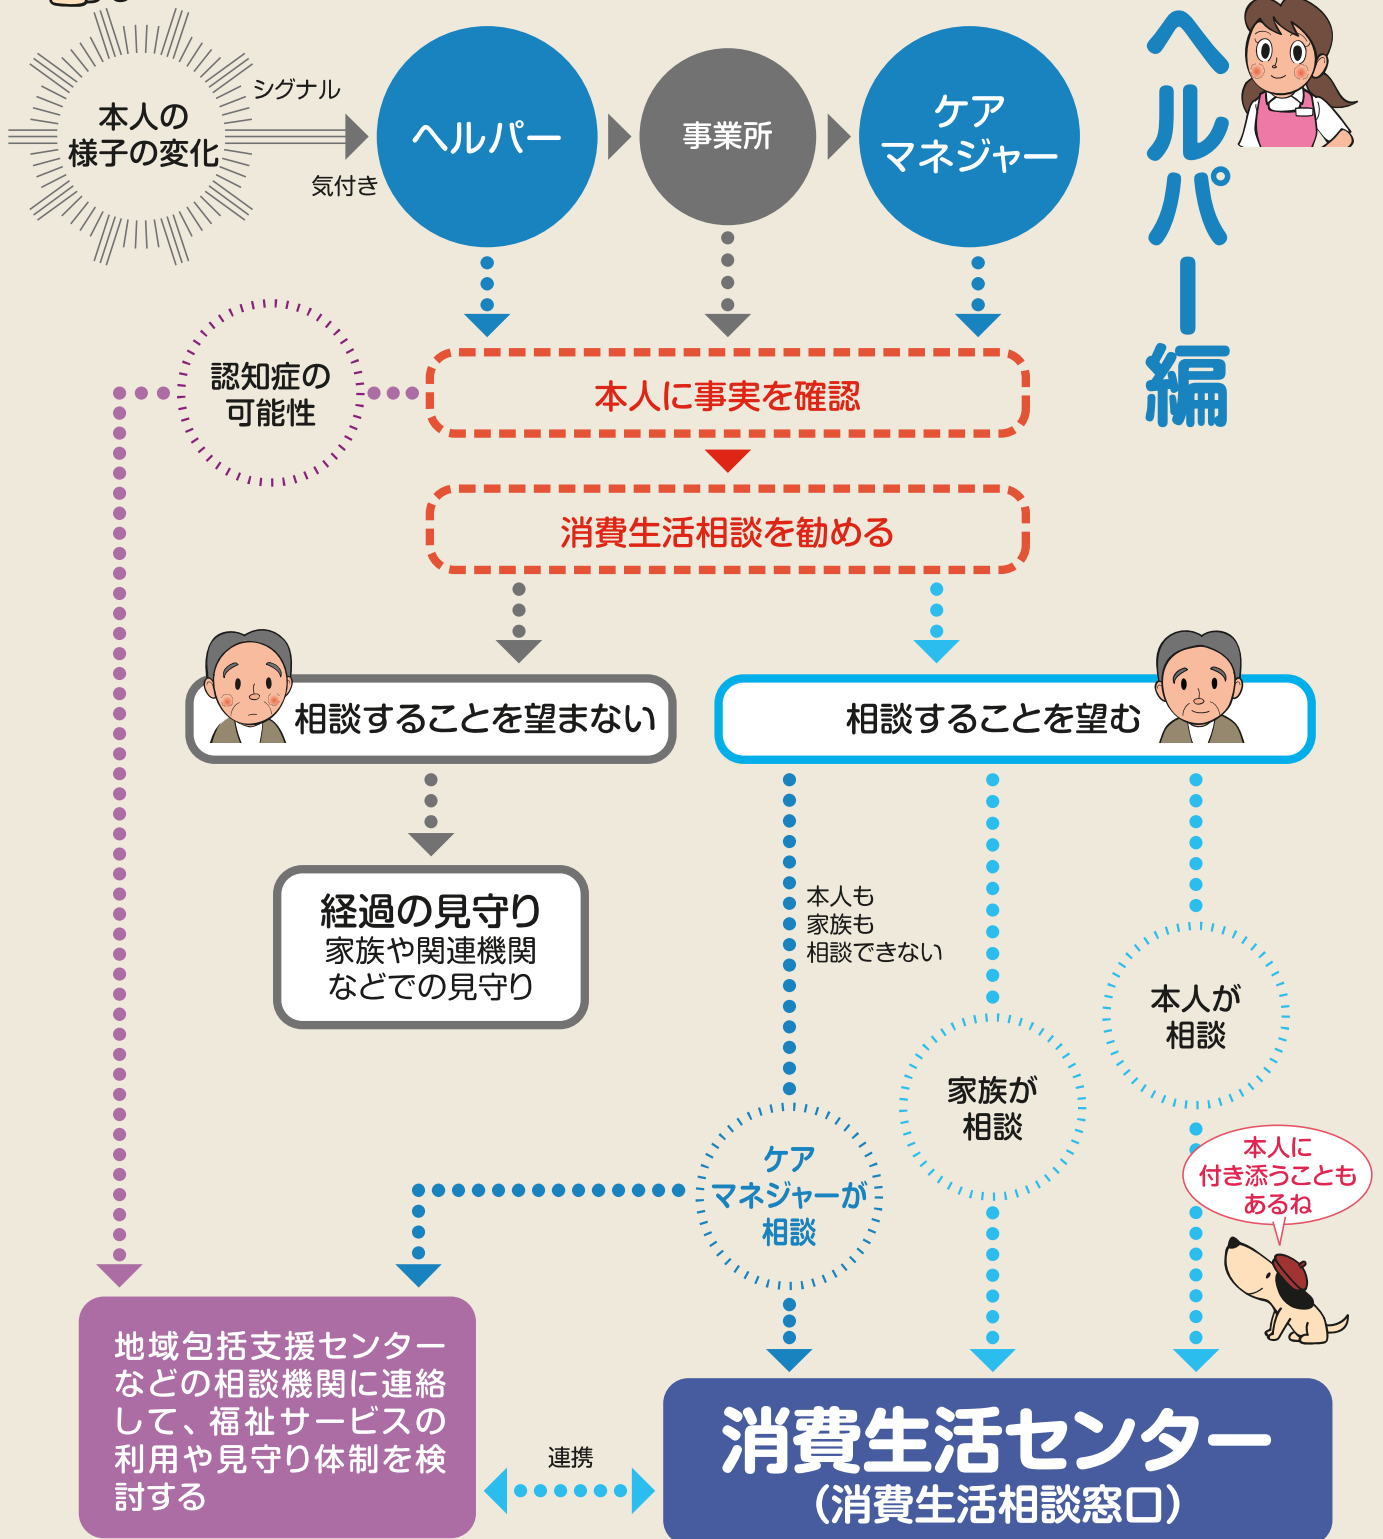 ヘルパー編
本人の
様子の変化
シグナル
気付き
ヘルパー
事業所
ケア
マネジャー
認知症の
可能性
本人に事実を確認
消費生活相談を勧める
相談することを望まない
相談することを望む
経過の見守り
家族や関連機関
などでの見守り
本人も
家族も
相談できない
本人が
相談
家族が
相談
ケア
マネジャーが
相談
本人に
付き添うことも
あるね
地域包括支援センター
などの相談機関に連絡
して、福祉サービスの
利用や見守り体制を検
討する
連携
消費生活センター
(消費生活相談窓口)